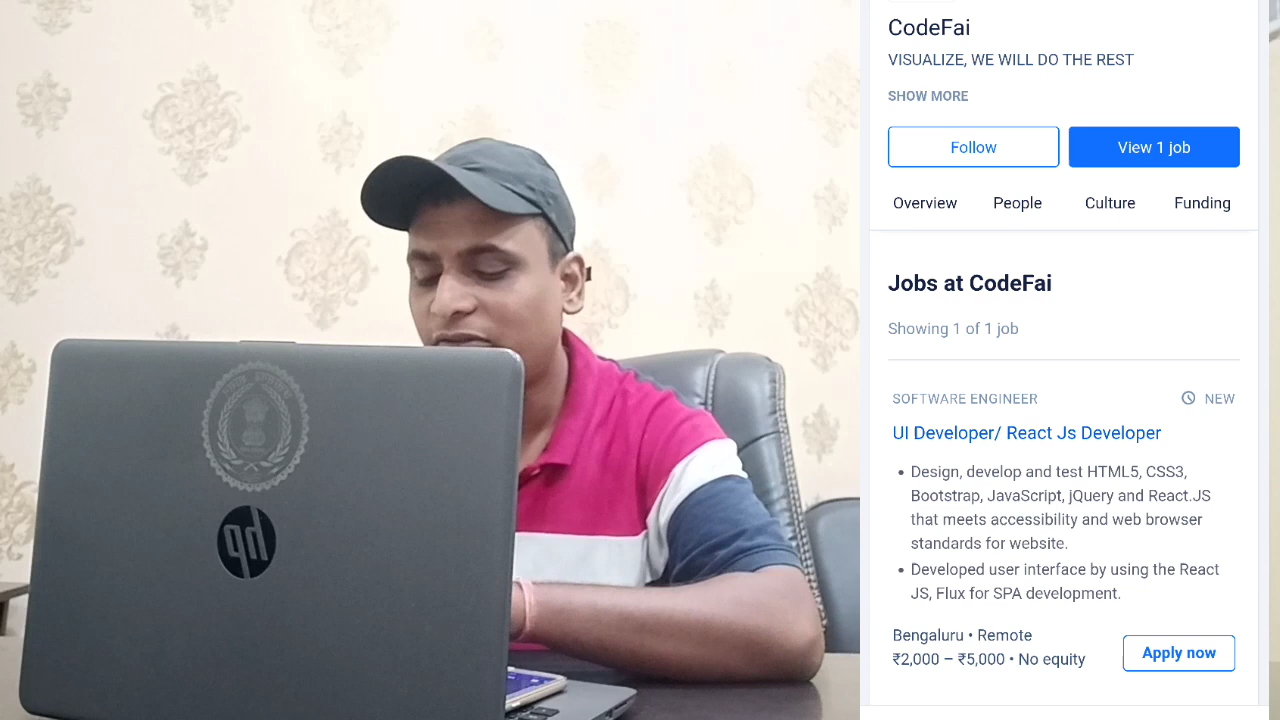 CodeFai
VISUALIZE, WE WILL DO THE REST
SHOW MORE
Follow
View 1 job
Overview People Culture Funding
Jobs at CodeFai
Showing 1 of 1 job
SOFTWARE ENGINEER
NEW
UI Developer/ React Js Developer
• Design, develop and test HTML5, CSS3,
Bootstrap, JavaScript, jQuery and React.JS
that meets accessibility and web browser
standards for website.
• Developed user interface by using the React
JS, Flux for SPA development.
Bengaluru • Remote
₹2,000 – ₹5,000 • No equity
Apply now
hp